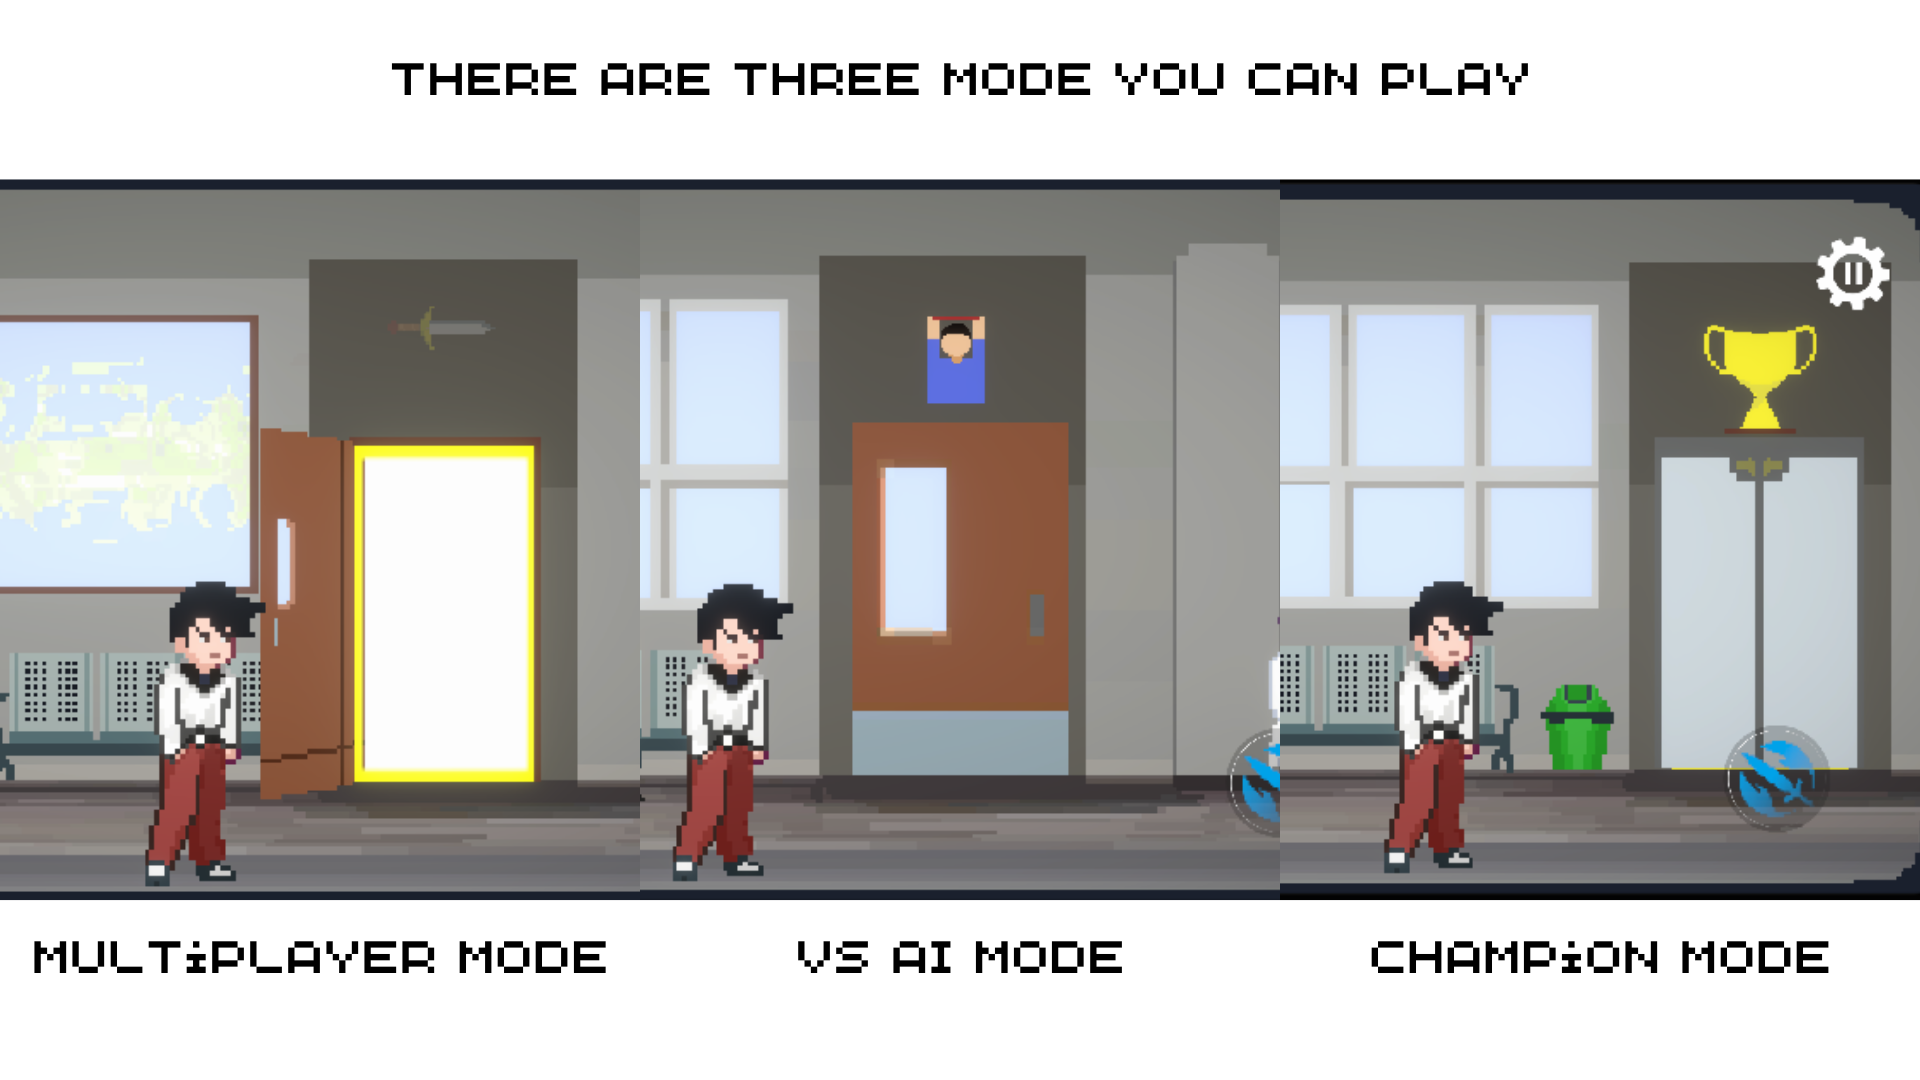 THERE ARE THREE MODE YOU CAN PLAY
MULTiPLAYER MODE
VS AI MODE
CHAMPiON MODE